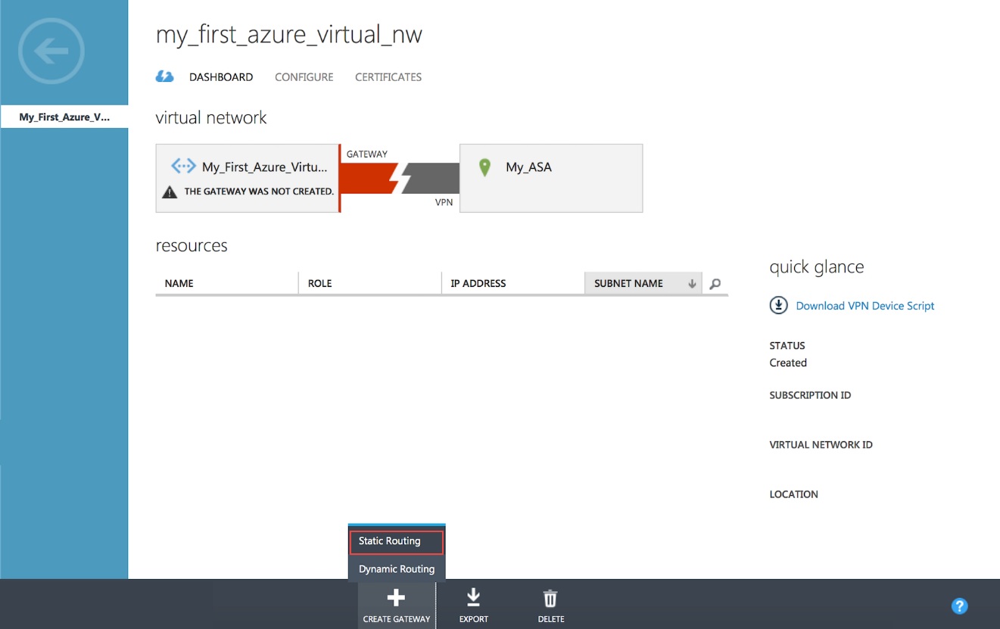 my_first_azure_virtual_nw
DASHBOARD CONFIGURE CERTIFICATES
My_First_Azure_V...
virtual network
GATEWAY
My_First_Azure_Virtu...
THE GATEWAY WAS NOT CREATED.
My_ASA
VPN
resources
NAME ROLE IP ADDRESS SUBNET NAME
quick glance
Download VPN Device Script
STATUS
Created
SUBSCRIPTION ID
VIRTUAL NETWORK ID
LOCATION
Static Routing
Dynamic Routing
CREATE GATEWAY EXPORT DELETE
?